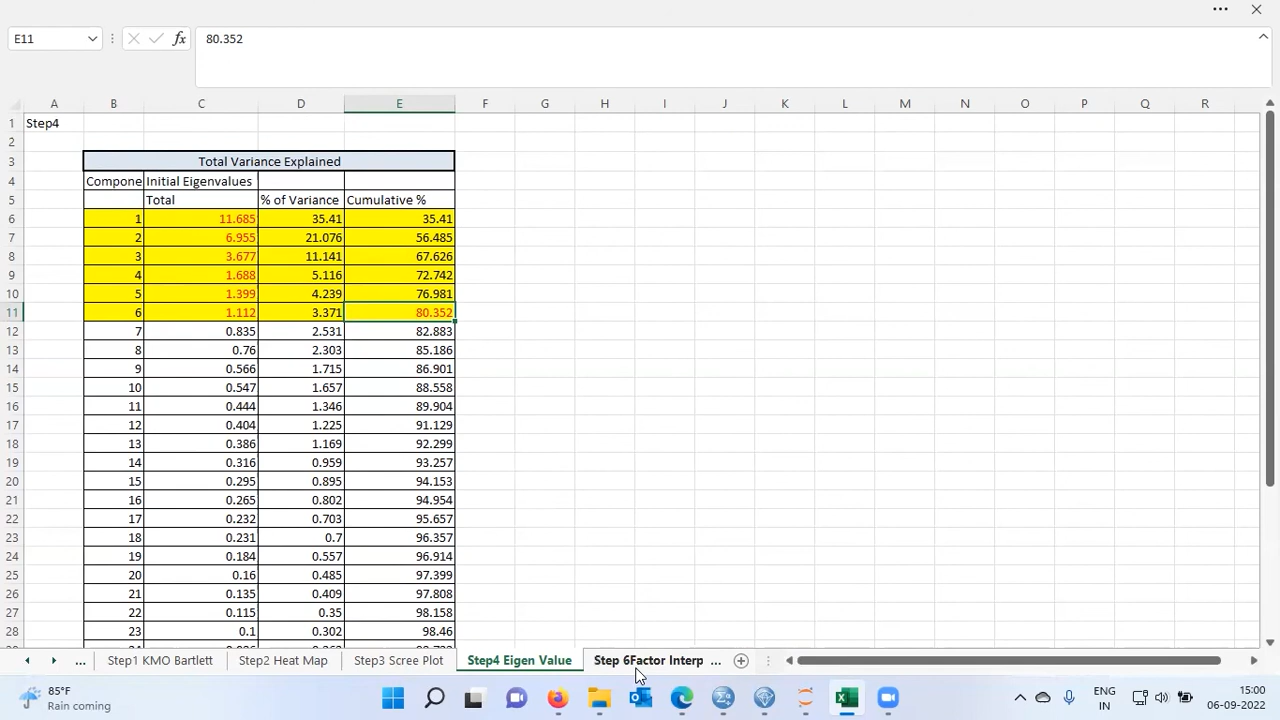 E11 fx 80.352
A B C D E F G H I J K L M N O P Q R
1 Step4
2
3 Total Variance Explained
4 Compone Initial Eigenvalues
5 Total % of Variance Cumulative %
6 1 11.685 35.41 35.41
7 2 6.955 21.076 56.485
8 3 3.677 11.141 67.626
9 4 1.688 5.116 72.742
10 5 1.399 4.239 76.981
11 6 1.112 3.371 80.352
12 7 0.835 2.531 82.883
13 8 0.76 2.303 85.186
14 9 0.566 1.715 86.901
15 10 0.547 1.657 88.558
16 11 0.444 1.346 89.904
17 12 0.404 1.225 91.129
18 13 0.386 1.169 92.299
19 14 0.316 0.959 93.257
20 15 0.295 0.895 94.153
21 16 0.265 0.802 94.954
22 17 0.232 0.703 95.657
23 18 0.231 0.7 96.357
24 19 0.184 0.557 96.914
25 20 0.16 0.485 97.399
26 21 0.135 0.409 97.808
27 22 0.115 0.35 98.158
28 23 0.1 0.302 98.46
... Step1 KMO Bartlett Step2 Heat Map Step3 Scree Plot Step4 Eigen Value Step 6Factor Interp ...
85°F
Rain coming
ENG
IN
15:00
06-09-2022